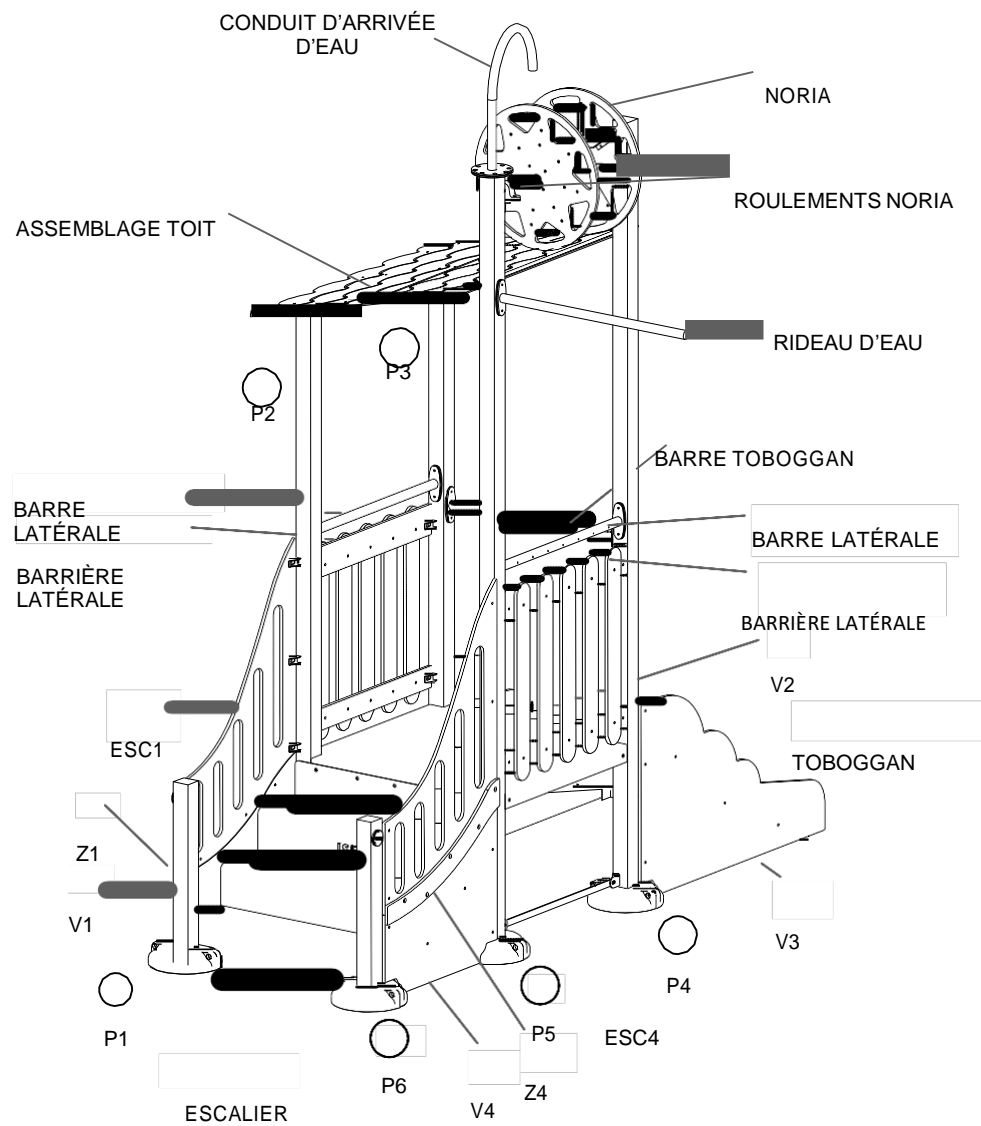 CONDUIT D'ARRIVÉE
D'EAU
NORIA
ROULEMENTS NORIA
ASSEMBLAGE TOIT
RIDEAU D'EAU
P3
P2
BARRE TOBOGGAN
BARRE
LATÉRALE
BARRE LATÉRALE
BARRIÈRE
LATÉRALE
BARRIÈRE LATÉRALE
V2
ESC1
TOBOGGAN
Z1
V1
V3
P4
P1
P5
ESC4
P6
Z4
V4
ESCALIER